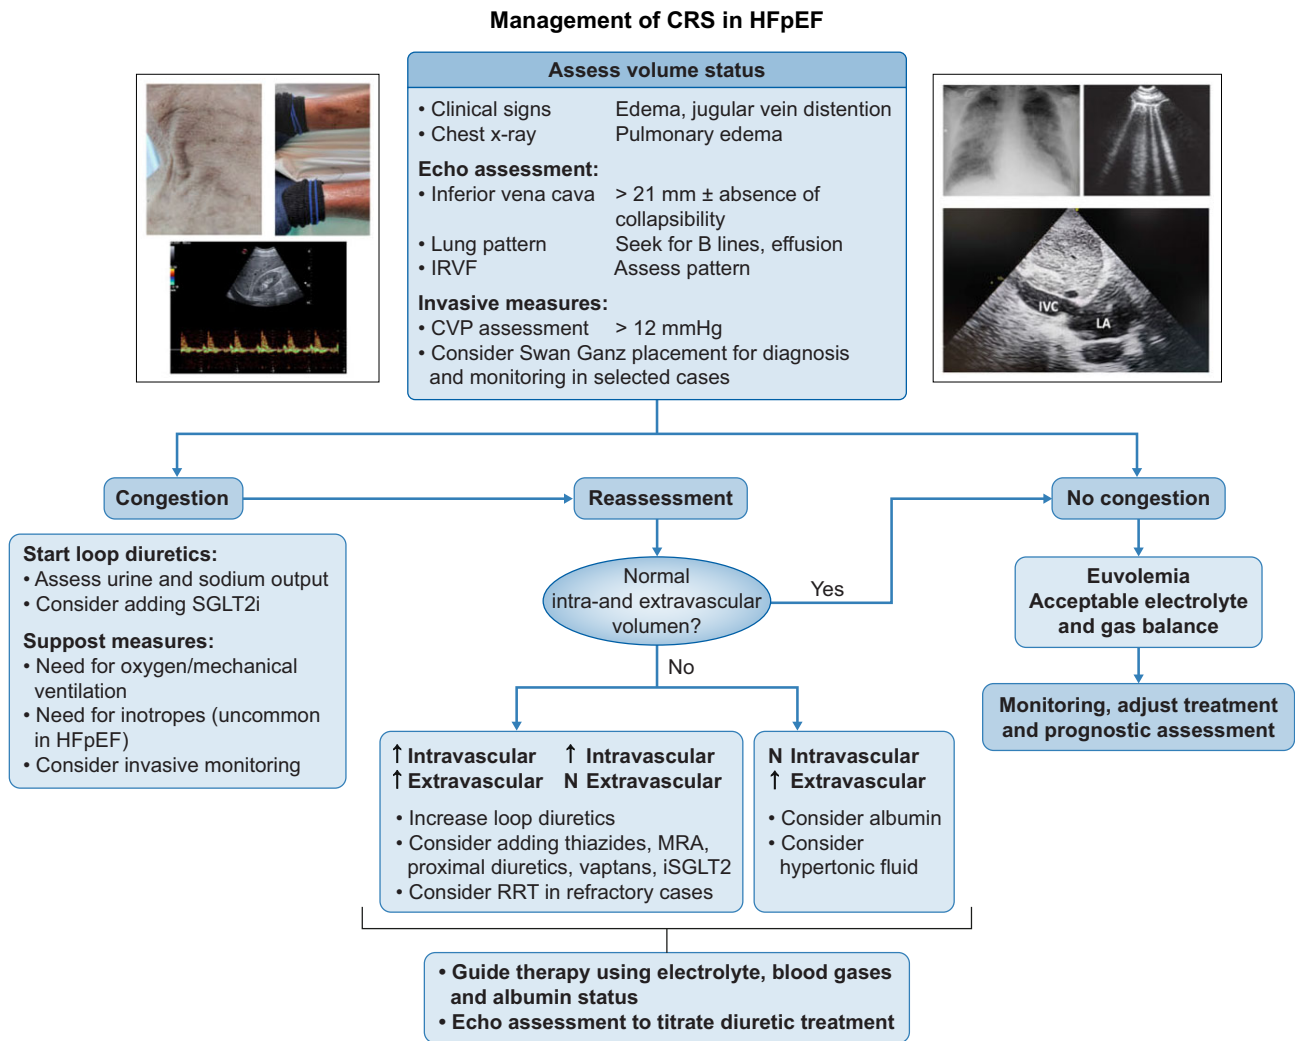 Management of CRS in HFpEF
Assess volume status
• Clinical signs Edema, jugular vein distention
• Chest x-ray Pulmonary edema
Echo assessment:
• Inferior vena cava > 21 mm ± absence of
collapsibility
• Lung pattern Seek for B lines, effusion
• IRVF Assess pattern
Invasive measures:
• CVP assessment > 12 mmHg
• Consider Swan Ganz placement for diagnosis
and monitoring in selected cases
IVC
LA
Congestion
Reassessment
No congestion
Start loop diuretics:
• Assess urine and sodium output
• Consider adding SGLT2i
Suppost measures:
• Need for oxygen/mechanical
ventilation
• Need for inotropes (uncommon
in HFpEF)
• Consider invasive monitoring
Normal
intra-and extravascular
volumen?
Yes
No
Euvolemia
Acceptable electrolyte
and gas balance
Monitoring, adjust treatment
and prognostic assessment
↑ Intravascular ↑ Intravascular
↑ Extravascular N Extravascular
• Increase loop diuretics
• Consider adding thiazides, MRA,
proximal diuretics, vaptans, iSGLT2
• Consider RRT in refractory cases
N Intravascular
↑ Extravascular
• Consider albumin
• Consider
hypertonic fluid
• Guide therapy using electrolyte, blood gases
and albumin status
• Echo assessment to titrate diuretic treatment